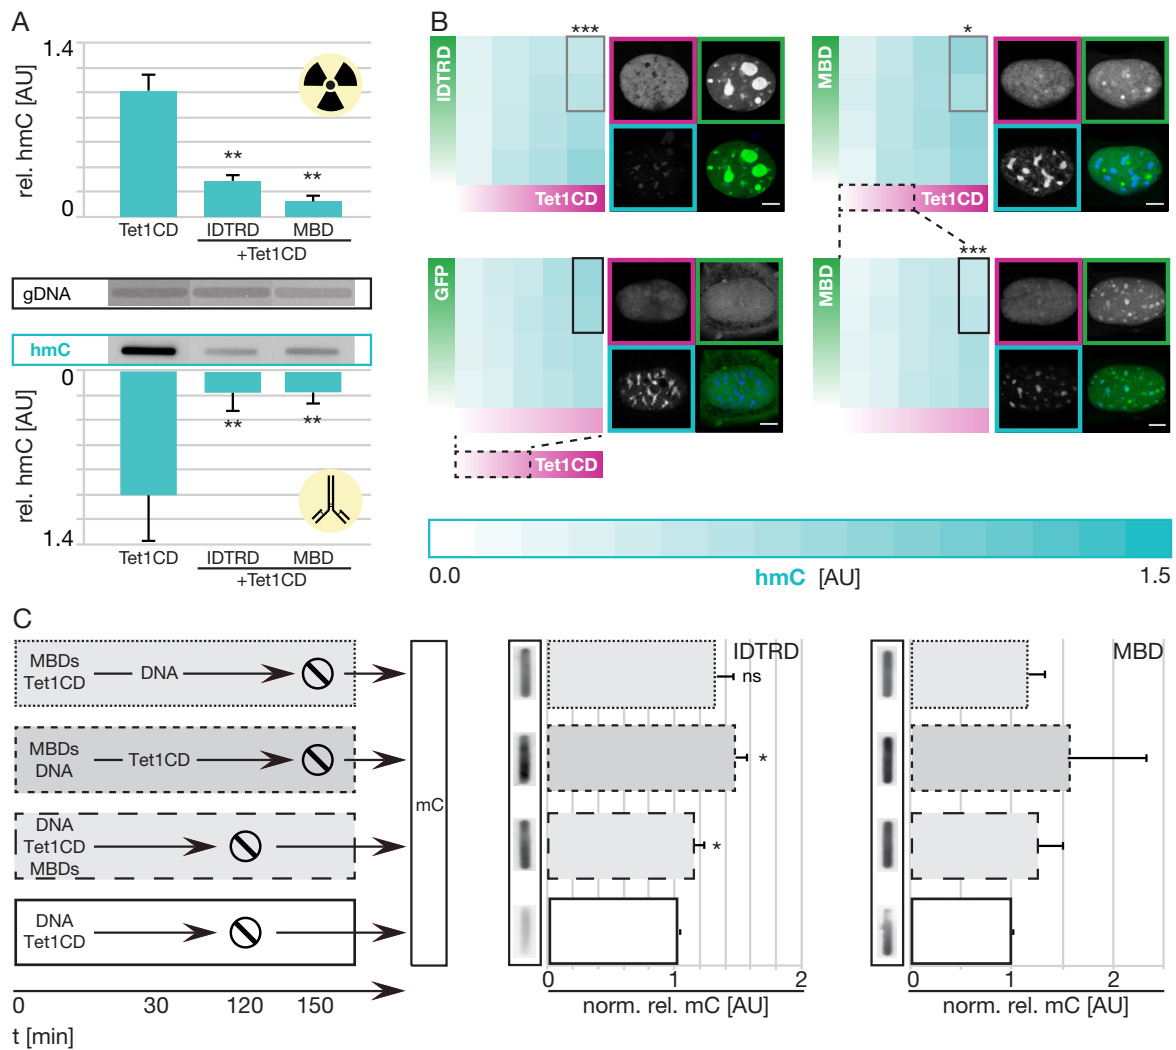 A
1.4
rel. hmC [AU]
0
**
**
Tet1CD
IDTRD
MBD
+Tet1CD
gDNA
hmC
0
rel. hmC [AU]
1.4
**
**
Tet1CD
IDTRD
MBD
+Tet1CD
B
***
IDTRD
Tet1CD
*
MBD
Tet1CD
GFP
Tet1CD
***
MBD
0.0
hmC [AU]
1.5
C
MBDs
Tet1CD
DNA
MBDs
DNA
Tet1CD
DNA
Tet1CD
MBDs
DNA
Tet1CD
mC
0 30 120 150
t [min]
IDTRD
ns
*
*
0 1 2
norm. rel. mC [AU]
MBD
0 1 2
norm. rel. mC [AU]